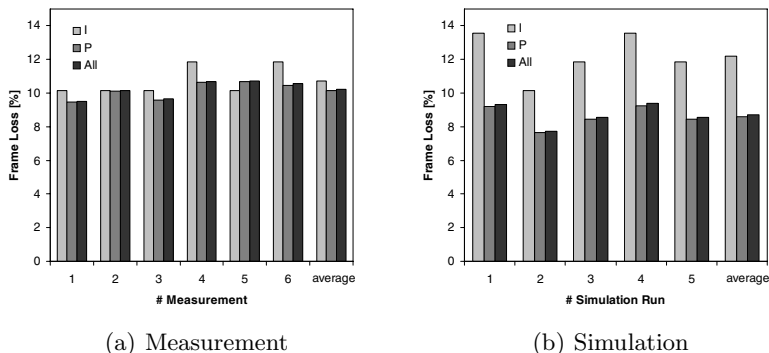 14
12
10
8
6
4
2
0
Frame Loss [%]
I
P
All
1 2 3 4 5 6 average
# Measurement
(a) Measurement
14
12
10
8
6
4
2
0
Frame Loss [%]
I
P
All
1 2 3 4 5 average
# Simulation Run
(b) Simulation